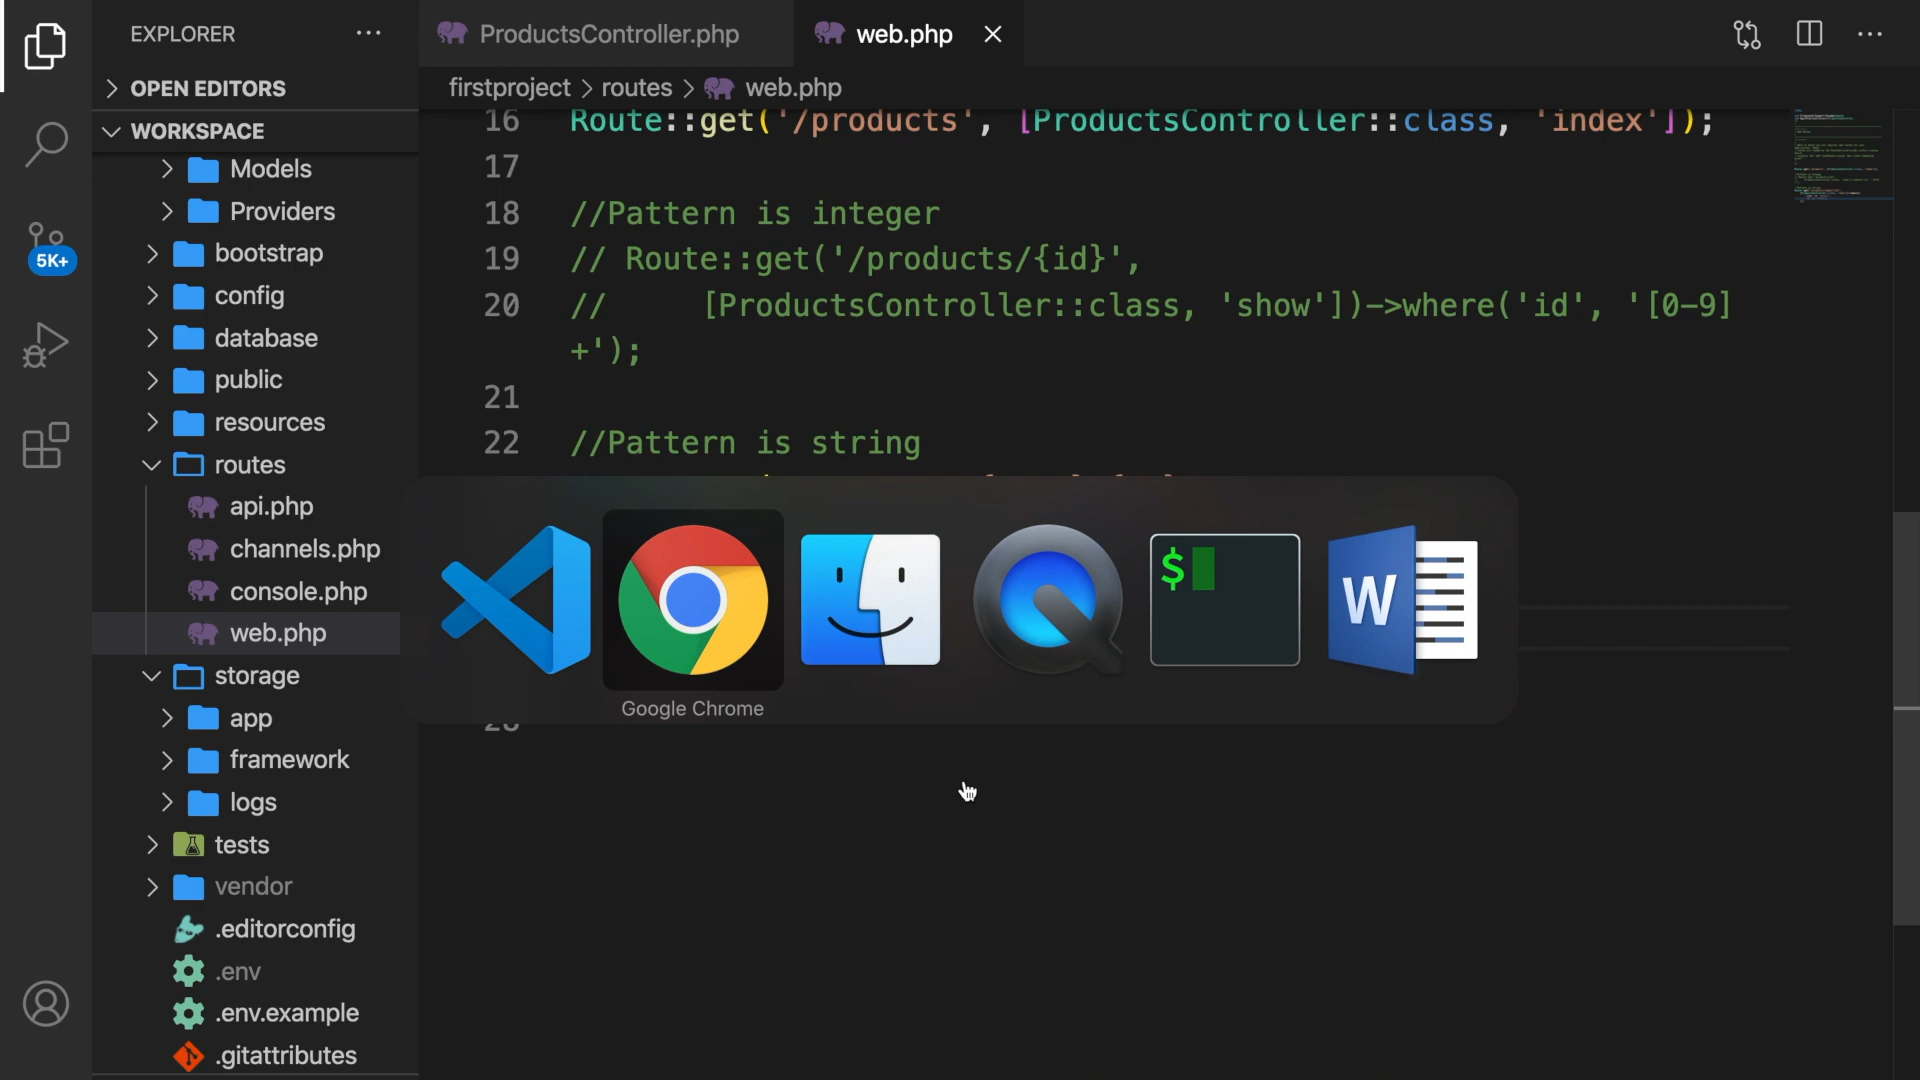 EXPLORER
ProductsController.php
web.php
OPEN EDITORS
firstproject > routes > web.php
WORKSPACE
Models
Providers
bootstrap
config
database
public
resources
routes
api.php
channels.php
console.php
web.php
storage
app
framework
logs
tests
vendor
.editorconfig
.env
.env.example
.gitattributes
5K+
16 Route::get('/products', [ProductsController::class, 'index']);
17
18 //Pattern is integer
19 // Route::get('/products/{id}',
20 //     [ProductsController::class, 'show'])->where('id', '[0-9]
+');
21
22 //Pattern is string
$
W
Google Chrome